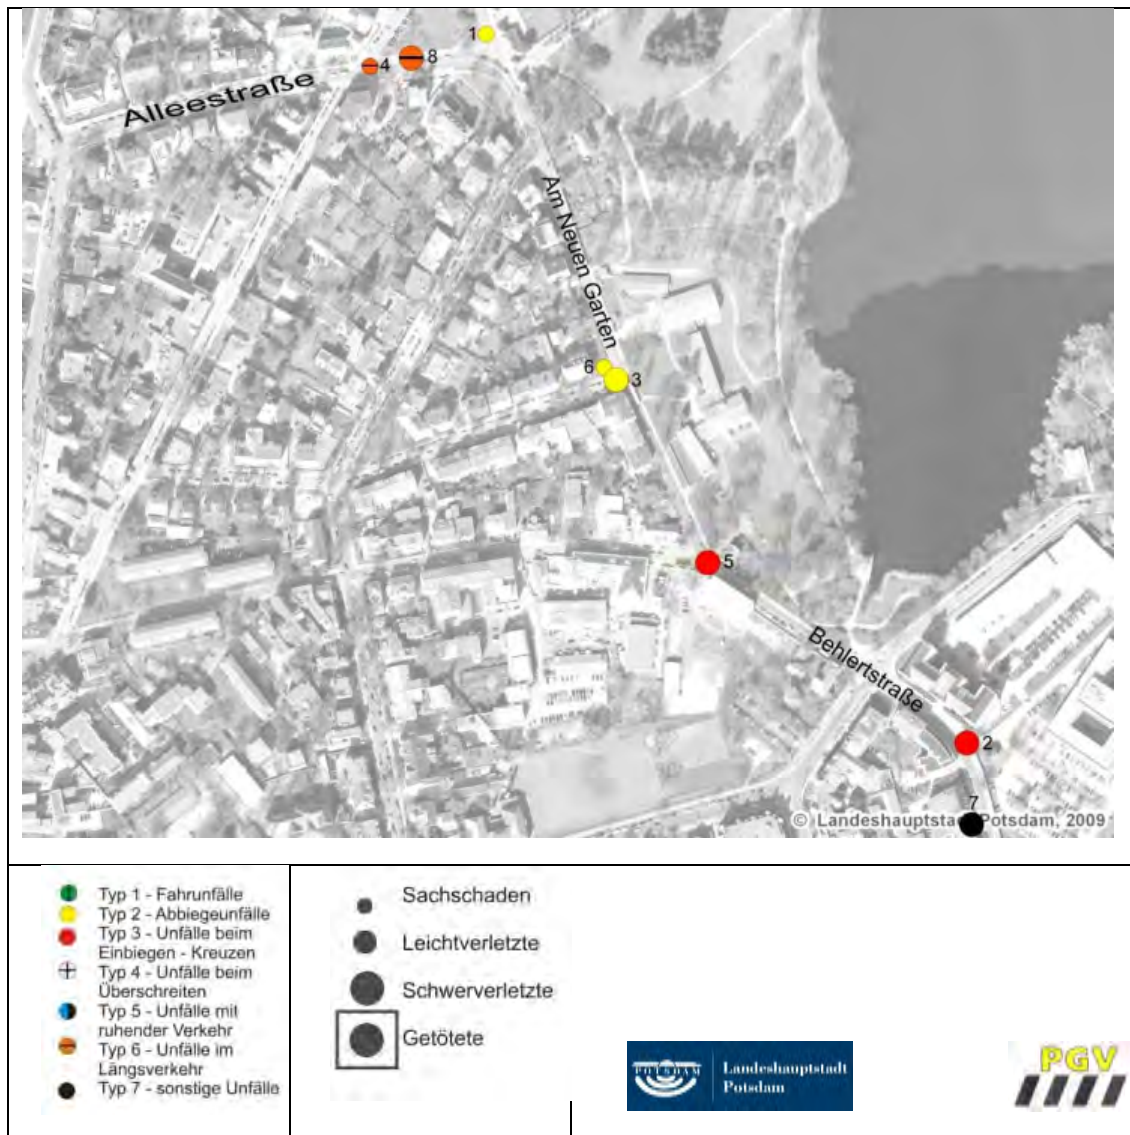 1
4
8
Alleestraße
Am Neuen Garten
6
3
5
Behlertstraße
2
7
© Landeshauptsta Potsdam, 2009
Typ 1 - Fahrunfälle
Typ 2 - Abbiegeunfälle
Typ 3 - Unfälle beim
Einbiegen - Kreuzen
Typ 4 - Unfälle beim
Überschreiten
Typ 5 - Unfälle mit
ruhender Verkehr
Typ 6 - Unfälle im
Längsverkehr
Typ 7 - sonstige Unfälle
Sachschaden
Leichtverletzte
Schwerverletzte
Getötete
POTSDAM
Landeshauptstadt
Potsdam
PGV